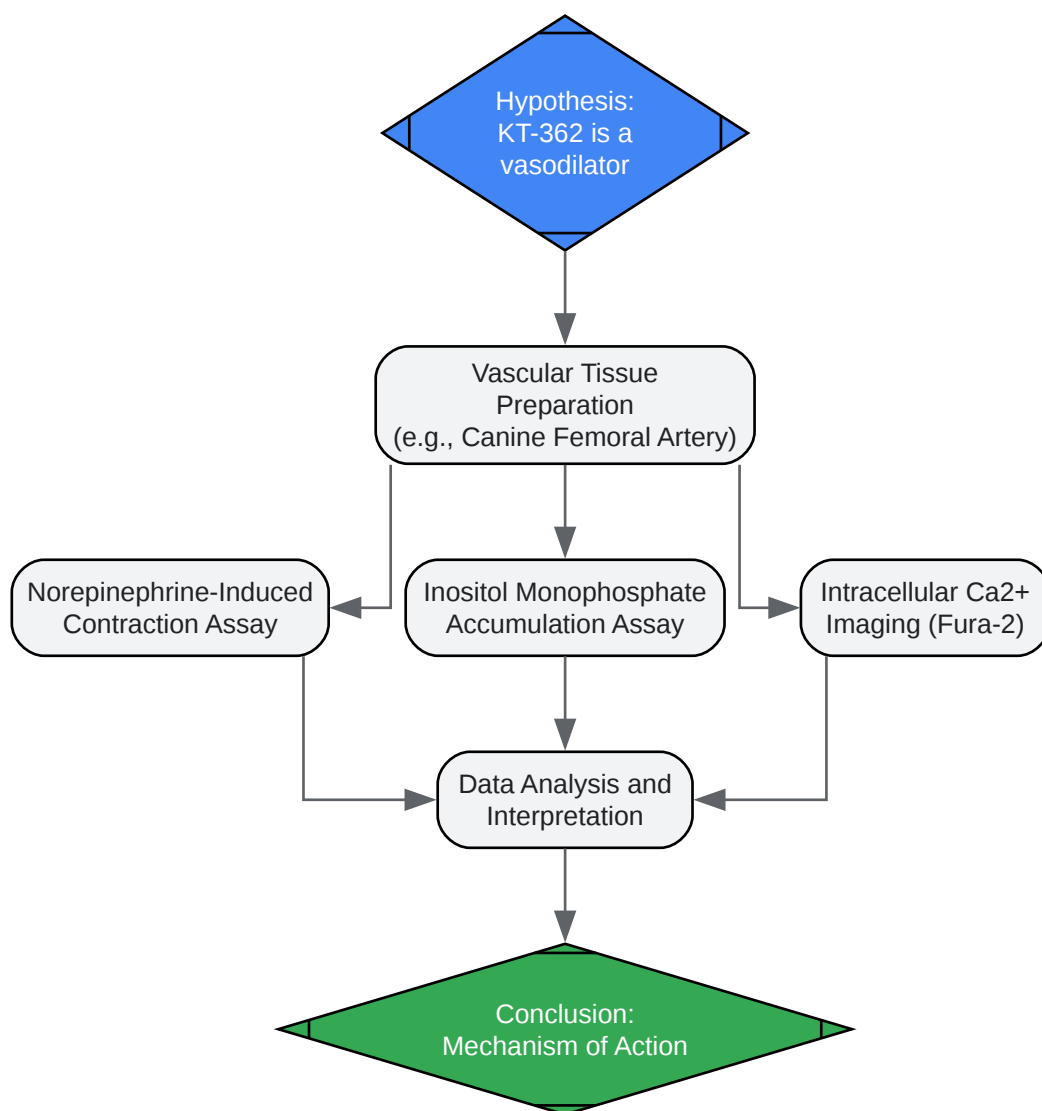 Hypothesis:
KT-362 is a
vasodilator
Vascular Tissue
Preparation
(e.g., Canine Femoral Artery)
Norepinephrine-Induced
Contraction Assay
Inositol Monophosphate
Accumulation Assay
Intracellular Ca2+
Imaging (Fura-2)
Data Analysis and
Interpretation
Conclusion:
Mechanism of Action